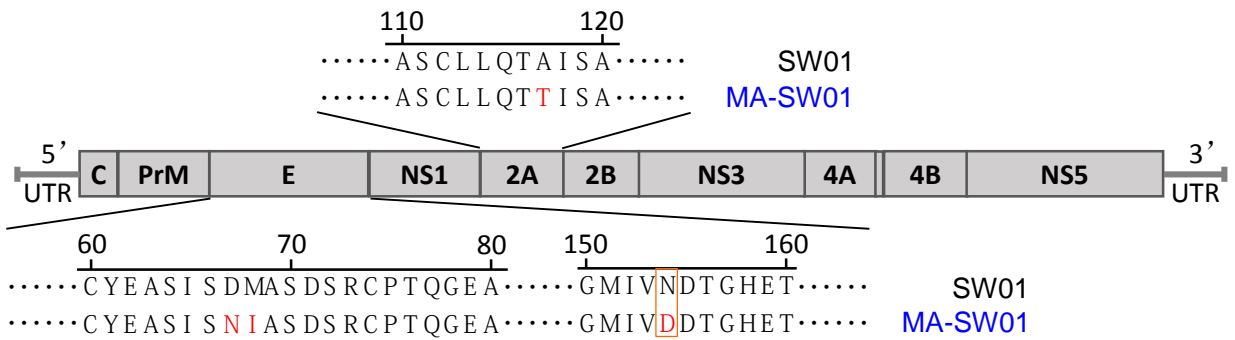 110 120
······ASCLLQTAISA······ SW01
······ASCLLQTTISA······ MA-SW01
5’ 3’
C PrM E NS1 2A 2B NS3 4A 4B NS5
UTR UTR
60 70 80 150 160
······CYEASISDMASDSRCPTQGEA······GMIVNDTGHET······ SW01
······CYEASISNIASDSRCPTQGEA······GMIVDDTGHET······ MA-SW01